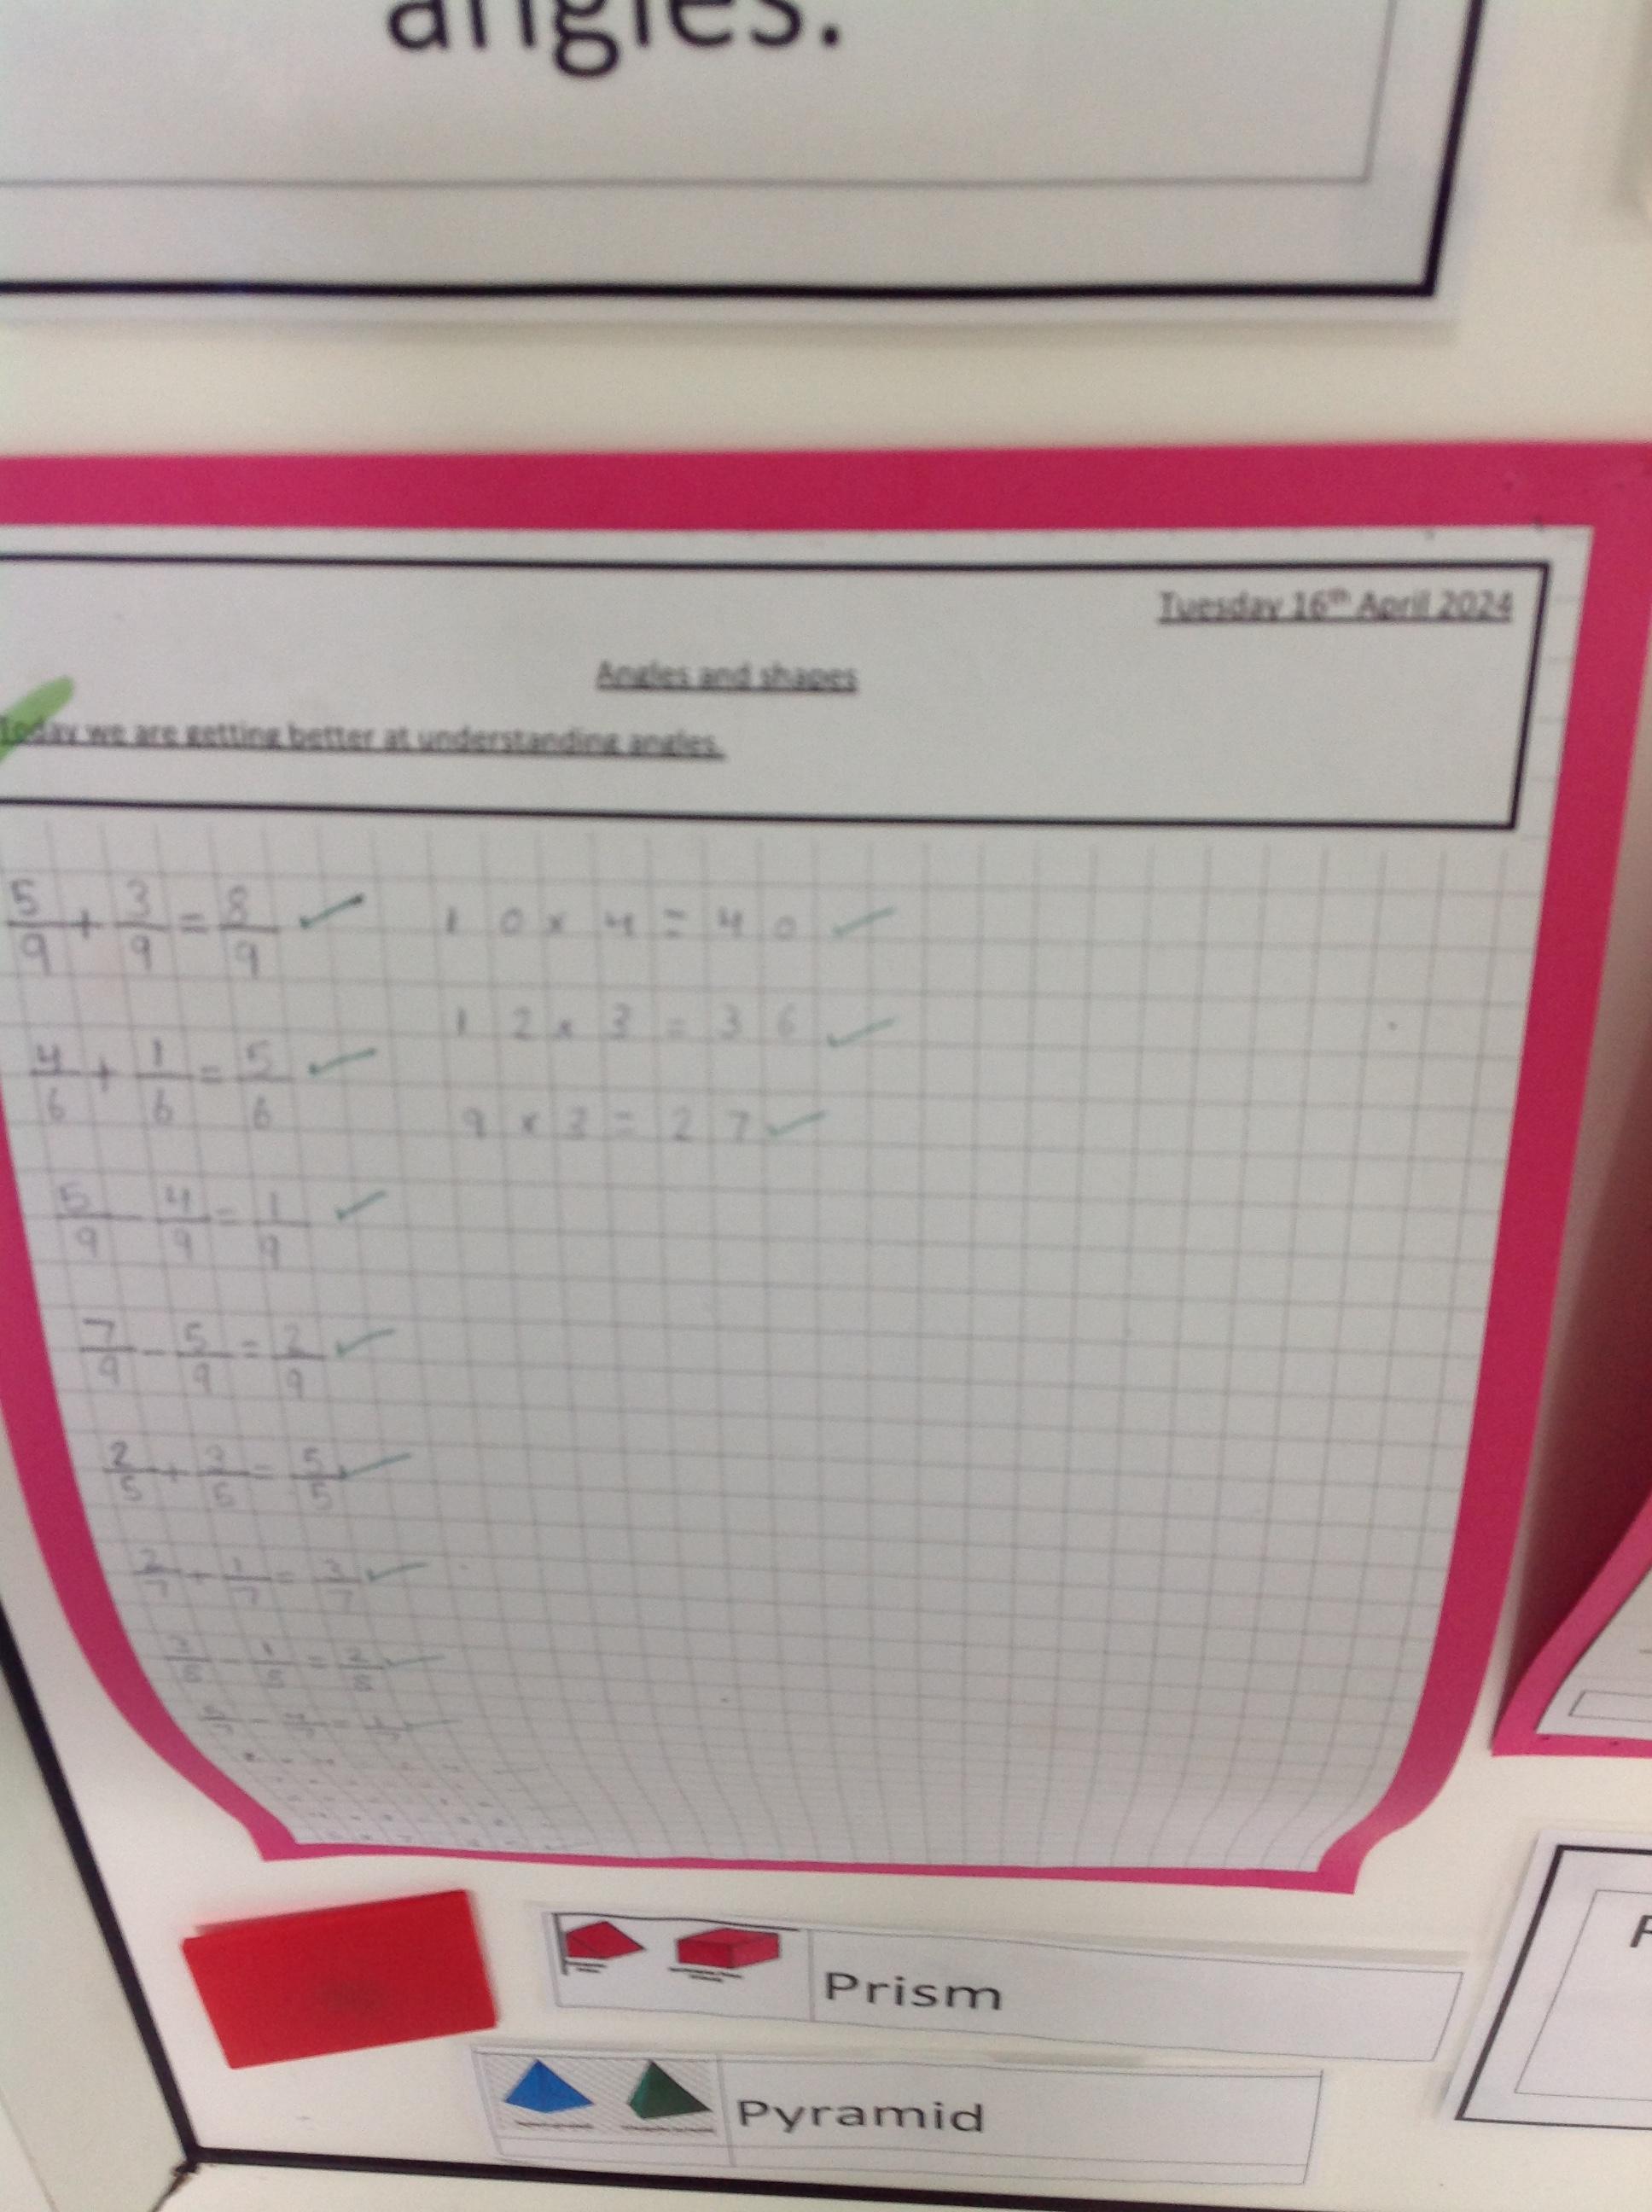 angles.
Tuesday 16th April 2024
Angles and shapes
Today we are getting better at understanding angles.
5/9 + 3/9 = 8/9 ✓
4/6 + 1/6 = 5/6 ✓
5/9 - 4/9 = 1/9 ✓
7/9 - 5/9 = 2/9 ✓
2/5 + 3/5 = 5/5 ✓
2/7 + 1/7 = 3/7 ✓
10 x 4 = 40 ✓
12 x 3 = 36 ✓
9 x 3 = 27 ✓
Prism
Pyramid